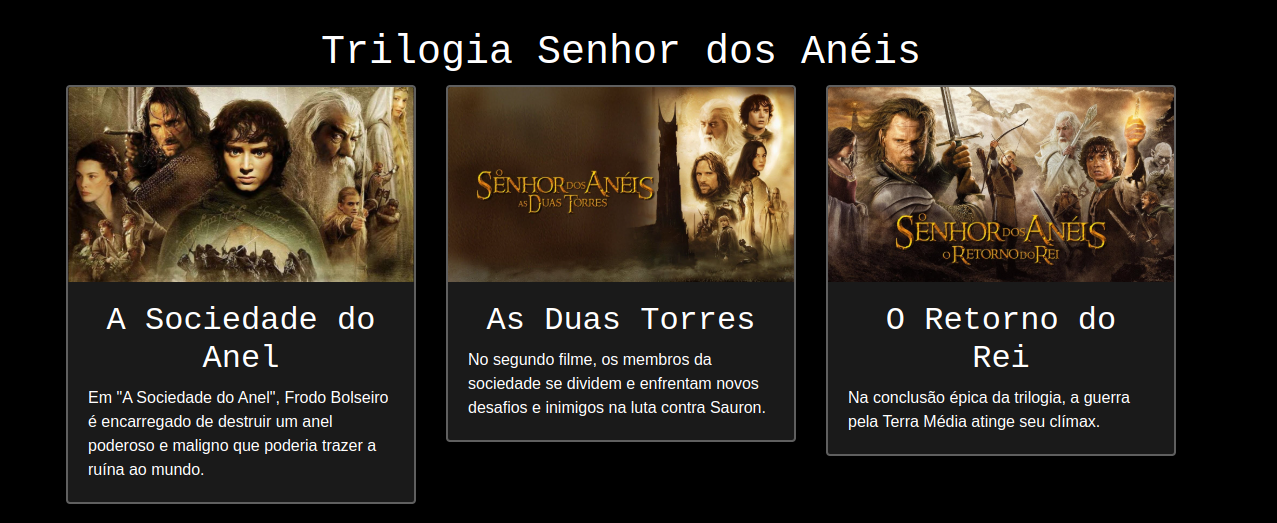 Trilogia Senhor dos Anéis
O
SENHOR DOS ANÉIS
AS DUAS TORRES
O
SENHOR DOS ANÉIS
O RETORNO DO REI
A Sociedade do
Anel
Em "A Sociedade do Anel", Frodo Bolseiro
é encarregado de destruir um anel
poderoso e maligno que poderia trazer a
ruína ao mundo.
As Duas Torres
No segundo filme, os membros da
sociedade se dividem e enfrentam novos
desafios e inimigos na luta contra Sauron.
O Retorno do
Rei
Na conclusão épica da trilogia, a guerra
pela Terra Média atinge seu clímax.